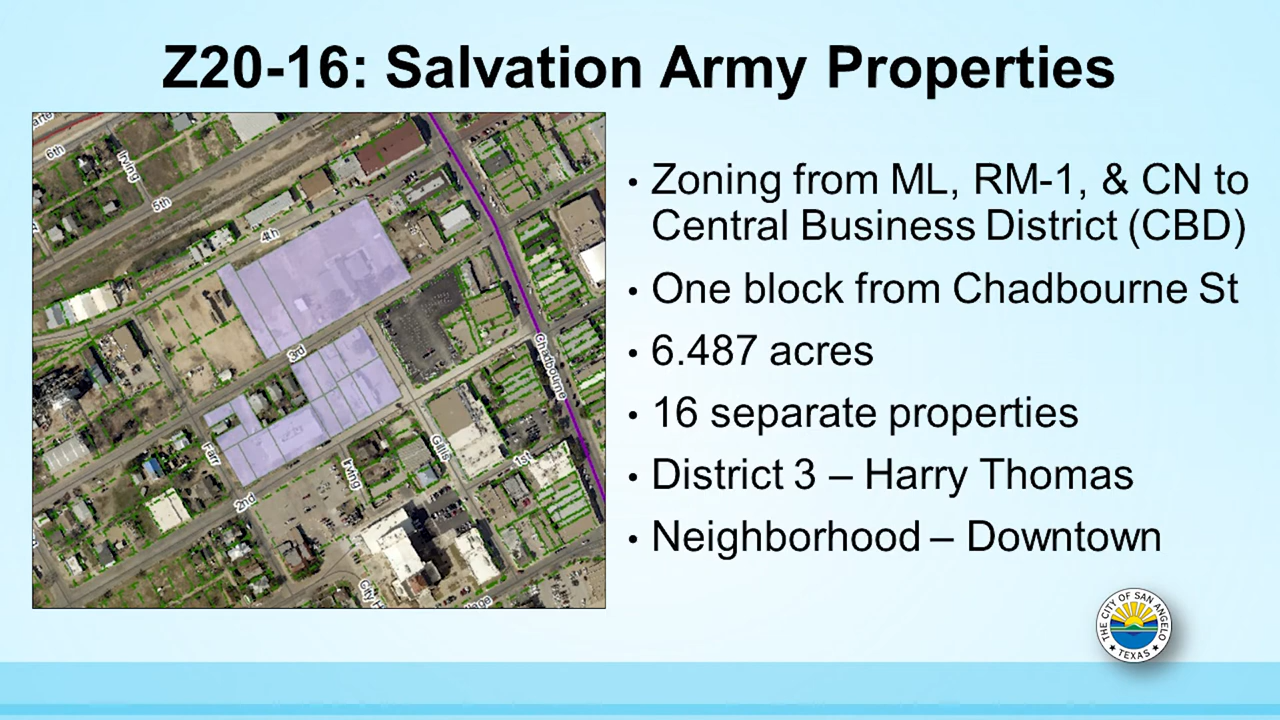 Z20-16: Salvation Army Properties
6th
Irving
5th
4th
3rd
Chadbourne
Farr
Irving
Gillis
1st
2nd
City H
• Zoning from ML, RM-1, & CN to
Central Business District (CBD)
• One block from Chadbourne St
• 6.487 acres
• 16 separate properties
• District 3 – Harry Thomas
• Neighborhood – Downtown
THE CITY OF SAN ANGELO
TEXAS